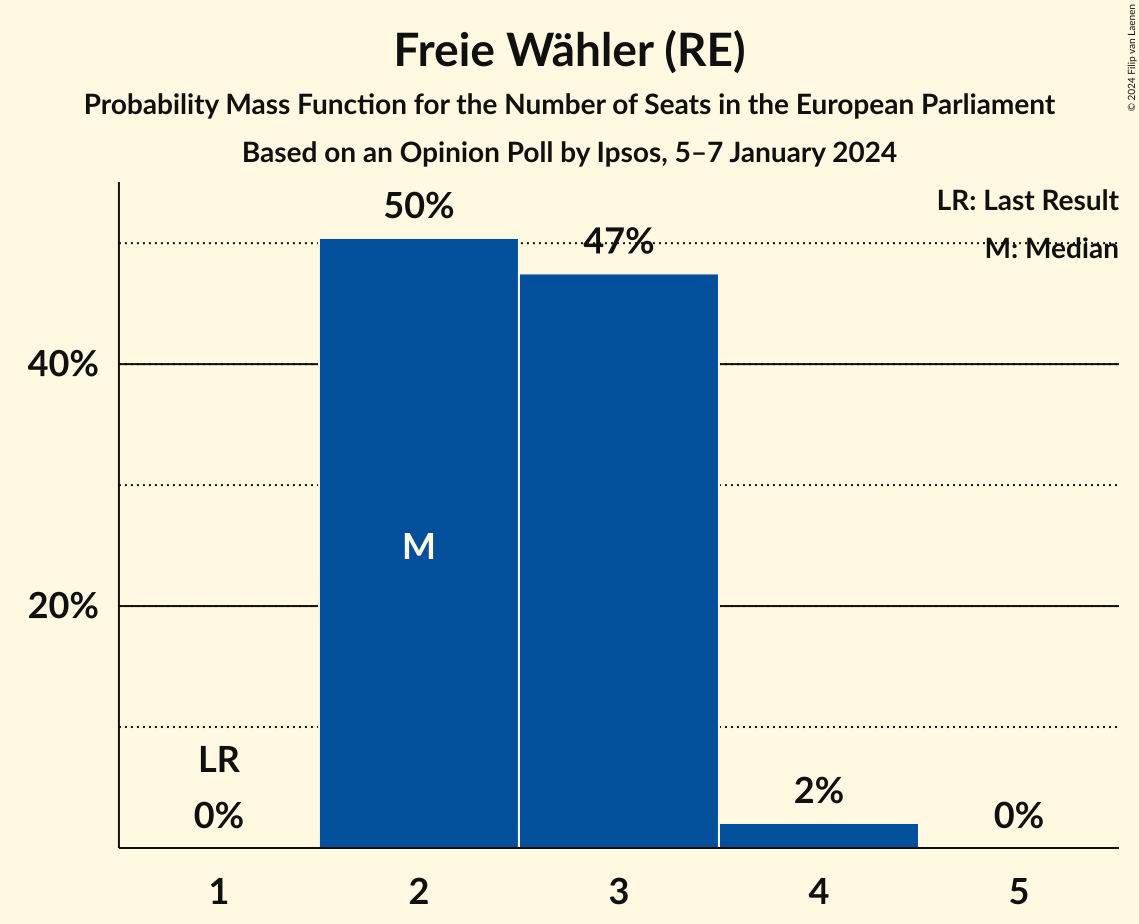 Freie Wähler (RE)
Probability Mass Function for the Number of Seats in the European Parliament
Based on an Opinion Poll by Ipsos, 5–7 January 2024
© 2024 Filip van Laenen
LR: Last Result
M: Median
50%
47%
40%
M
20%
LR
0%
2%
0%
1 2 3 4 5